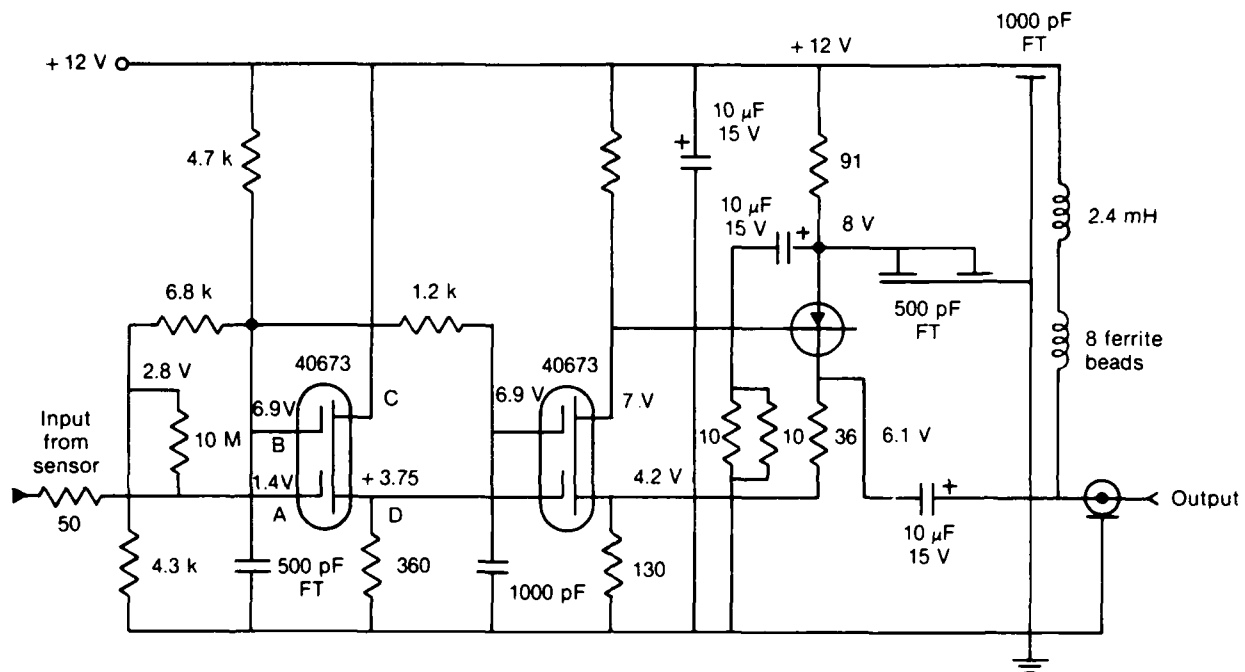 1000 pF
FT
+ 12 V
+ 12 V
10 µF
15 V
4.7 k
91
10 µF
15 V
8 V
2.4 mH
6.8 k
1.2 k
500 pF
FT
8 ferrite
beads
40673
40673
2.8 V
C
6.9 V
6.9 V
7 V
Input
from
sensor
10 M
B
10
10
36
6.1 V
1.4 V
+ 3.75
4.2 V
Output
50
A
D
10 µF
15 V
4.3 k
500 pF
FT
360
1000 pF
130